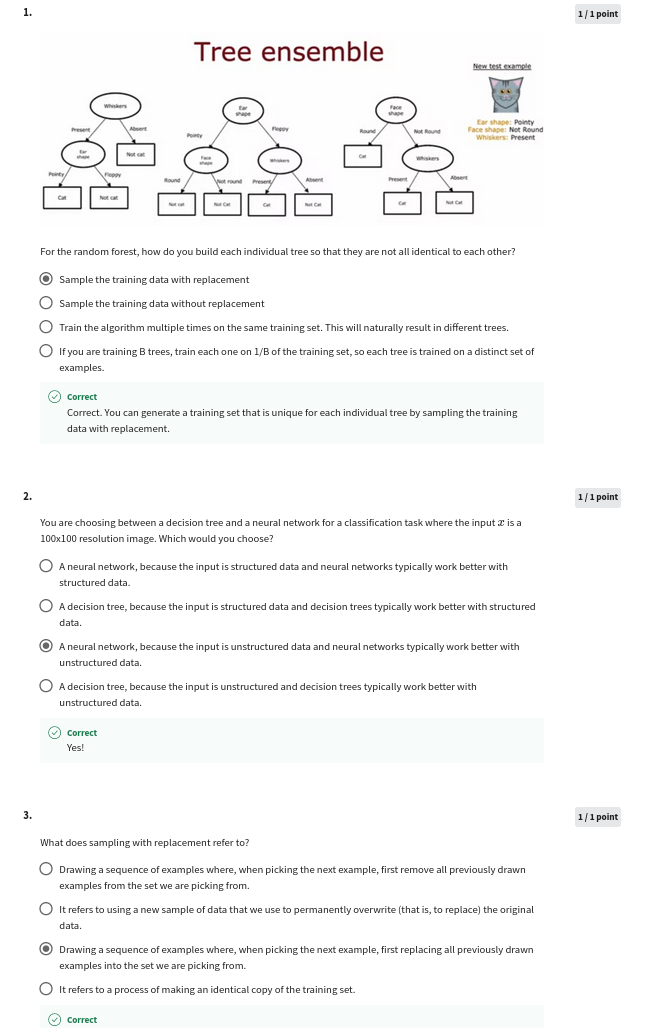 1.
1 / 1 point
Tree ensemble
New test example
Ear shape: Pointy
Face shape: Not Round
Whiskers: Present
Whiskers
Present
Absent
Ear
shape
Not cat
Pointy
Floppy
Cat
Not cat
Ear
shape
Pointy
Floppy
Face
shape
Whiskers
Round
Not round
Present
Absent
Not cat
Not Cat
Cat
Not Cat
Face
shape
Round
Not Round
Cat
Whiskers
Present
Absent
Cat
Not Cat
For the random forest, how do you build each individual tree so that they are not all identical to each other?
Sample the training data with replacement
Sample the training data without replacement
Train the algorithm multiple times on the same training set. This will naturally result in different trees.
If you are training B trees, train each one on 1/B of the training set, so each tree is trained on a distinct set of
examples.
Correct
Correct. You can generate a training set that is unique for each individual tree by sampling the training
data with replacement.
2.
1 / 1 point
You are choosing between a decision tree and a neural network for a classification task where the input x is a
100x100 resolution image. Which would you choose?
A neural network, because the input is structured data and neural networks typically work better with
structured data.
A decision tree, because the input is structured data and decision trees typically work better with structured
data.
A neural network, because the input is unstructured data and neural networks typically work better with
unstructured data.
A decision tree, because the input is unstructured and decision trees typically work better with
unstructured data.
Correct
Yes!
3.
1 / 1 point
What does sampling with replacement refer to?
Drawing a sequence of examples where, when picking the next example, first remove all previously drawn
examples from the set we are picking from.
It refers to using a new sample of data that we use to permanently overwrite (that is, to replace) the original
data.
Drawing a sequence of examples where, when picking the next example, first replacing all previously drawn
examples into the set we are picking from.
It refers to a process of making an identical copy of the training set.
Correct